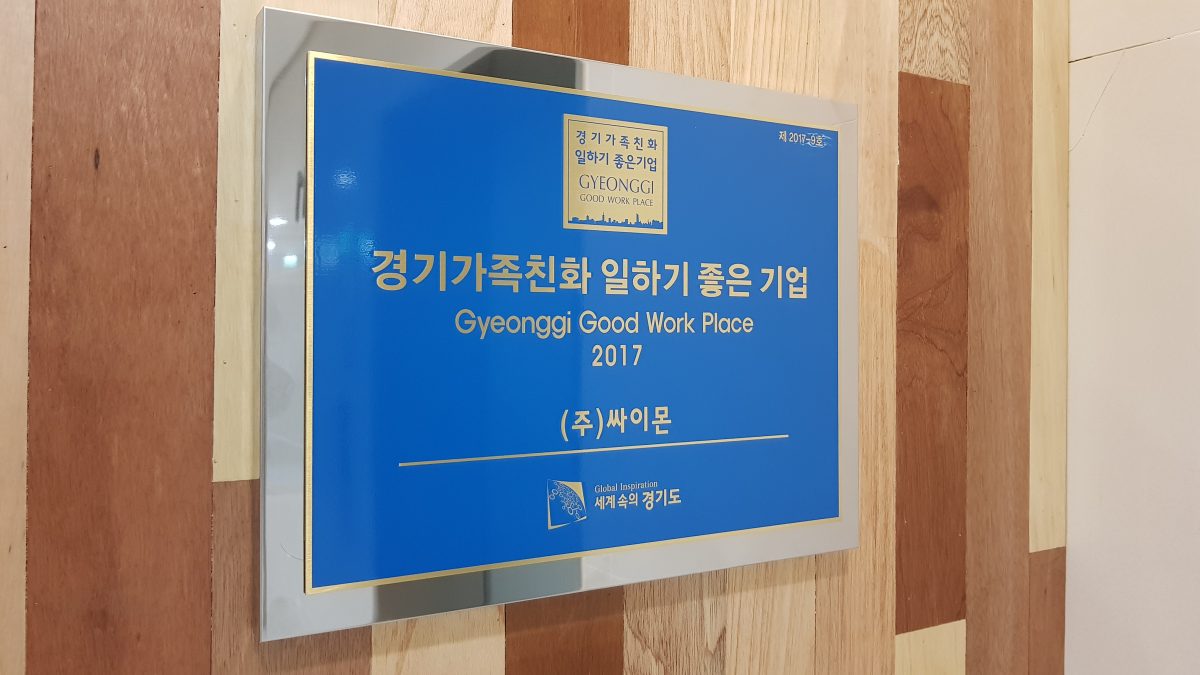 제 2017-9호
경기가족친화
일하기 좋은기업
GYEONGGI
GOOD WORK PLACE
경기가족친화 일하기 좋은 기업
Gyeonggi Good Work Place
2017
(주)싸이몬
Global Inspiration
세계 속의 경기도